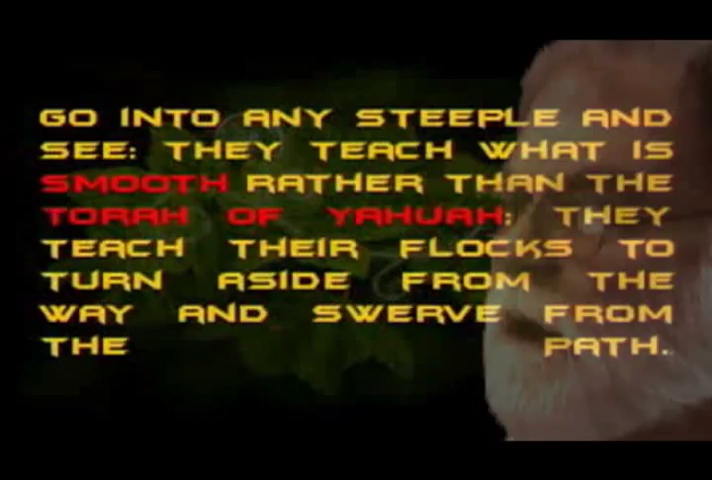 GO INTO ANY STEEPLE AND
SEE: THEY TEACH WHAT IS
SMOOTH RATHER THAN THE
TORAH OF YAHUAH: THEY
TEACH THEIR FLOCKS TO
TURN ASIDE FROM THE
WAY AND SWERVE FROM
THE PATH.